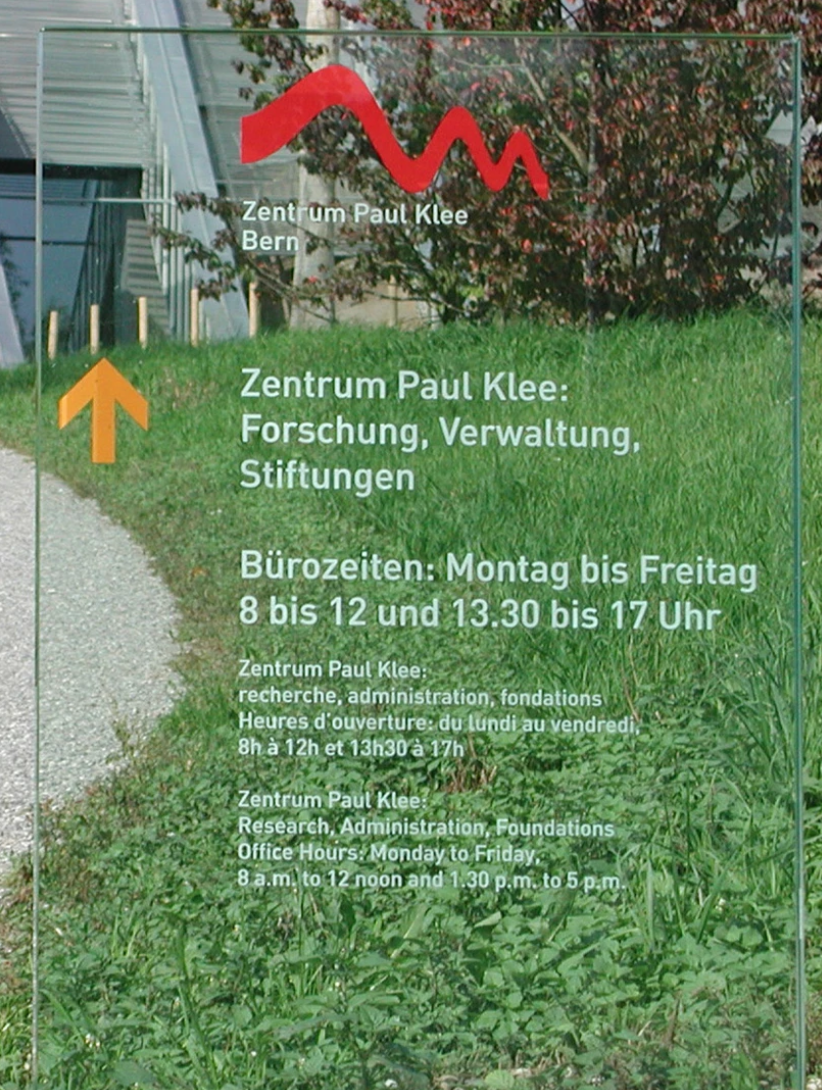 Zentrum Paul Klee
Bern
Zentrum Paul Klee:
Forschung, Verwaltung,
Stiftungen
Bürozeiten: Montag bis Freitag
8 bis 12 und 13.30 bis 17 Uhr
Zentrum Paul Klee:
recherche, administration, fondations
Heures d'ouverture: du lundi au vendredi,
8h à 12h et 13h30 à 17h
Zentrum Paul Klee:
Research, Administration, Foundations
Office Hours: Monday to Friday,
8 a.m. to 12 noon and 1.30 p.m. to 5 p.m.